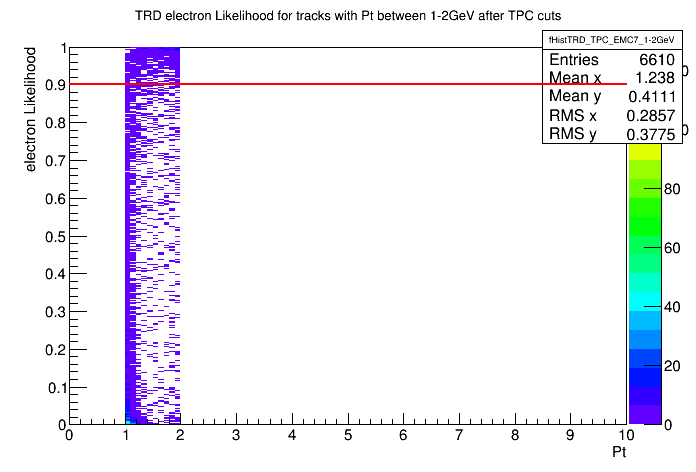 TRD electron Likelihood for tracks with Pt between 1-2GeV after TPC cuts
fHistTRD_TPC_EMC7_1-2GeV
Entries 6610
Mean x 1.238
Mean y 0.4111
RMS x 0.2857
RMS y 0.3775
electron Likelihood
1
0.9
0.8
0.7
0.6
0.5
0.4
0.3
0.2
0.1
0
0 1 2 3 4 5 6 7 8 9 10
Pt
80
60
40
20
0